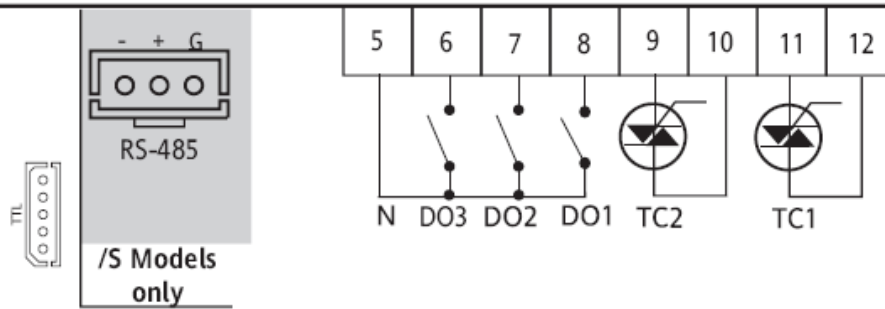 - + G
RS-485
TTL
/S Models
only
5 6 7 8 9 10 11 12
N DO3 DO2 DO1 TC2 TC1